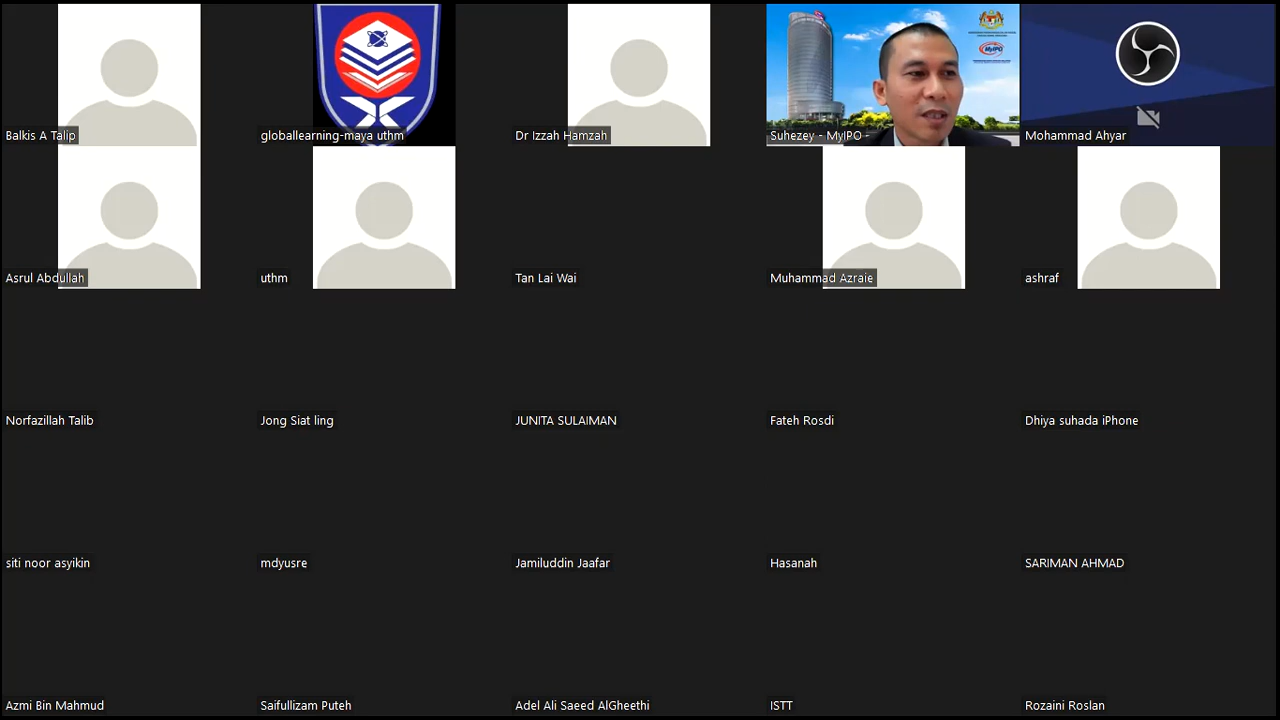 Balkis A Talip
globallearning-maya uthm
Dr Izzah Hamzah
MyIPO
Suhezey - MyIPO -
Mohammad Ahyar
Asrul Abdullah
uthm
Tan Lai Wai
Muhammad Azraie
ashraf
Norfazillah Talib
Jong Siat ling
JUNITA SULAIMAN
Fateh Rosdi
Dhiya suhada iPhone
siti noor asyikin
mdyusre
Jamiluddin Jaafar
Hasanah
SARIMAN AHMAD
Azmi Bin Mahmud
Saifullizam Puteh
Adel Ali Saeed AlGheethi
ISTT
Rozaini Roslan